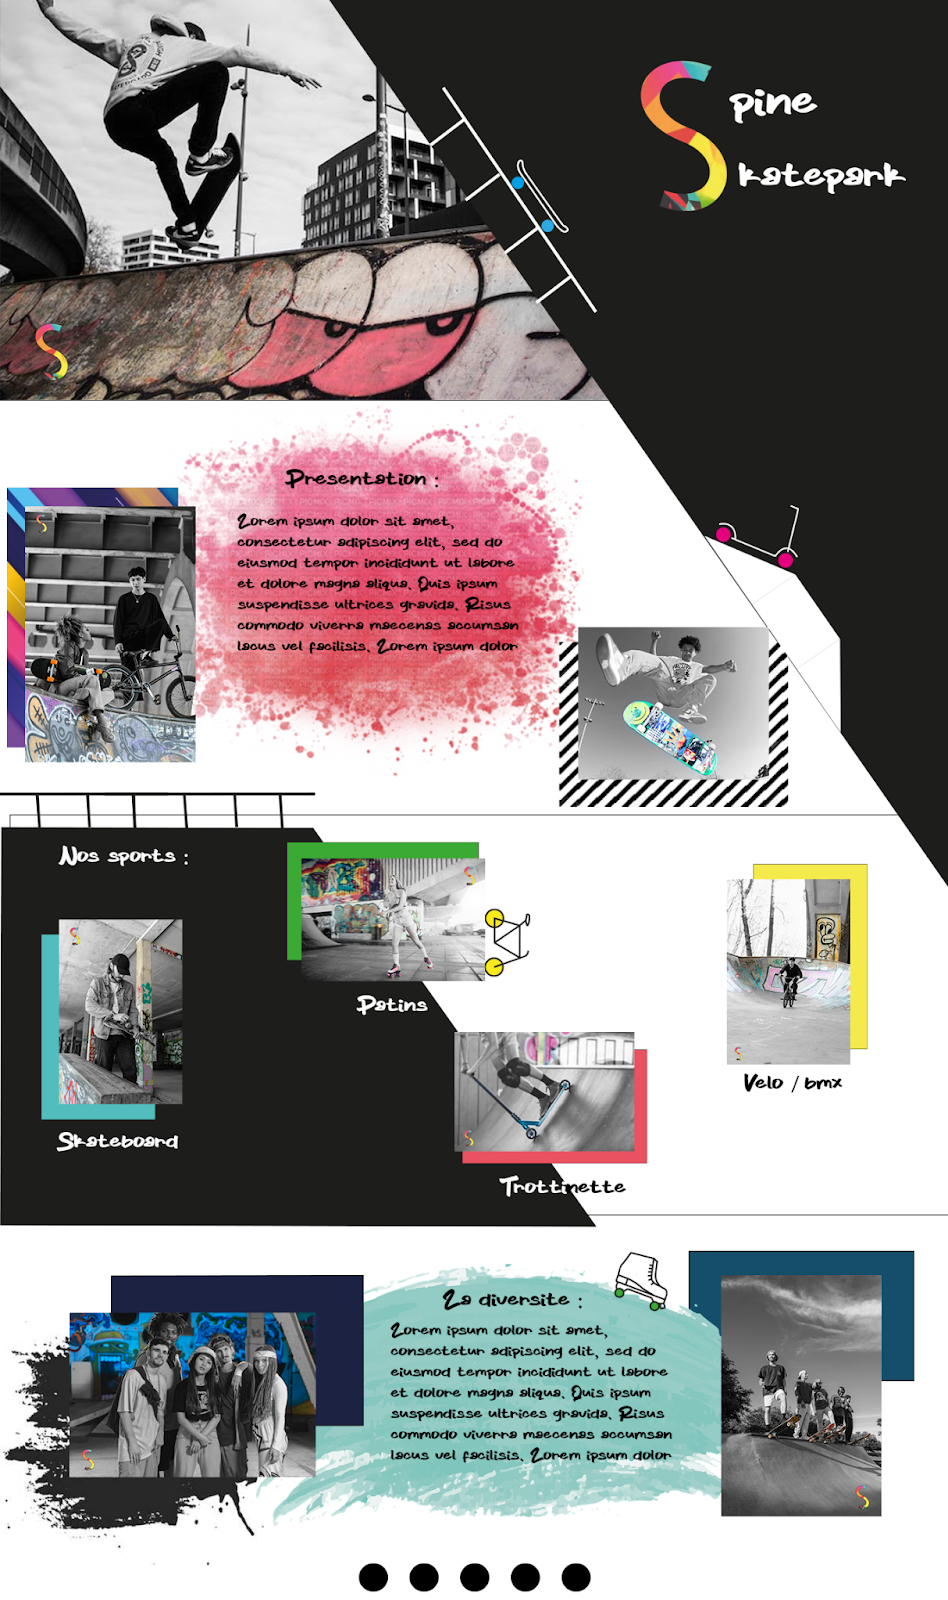 Spine
Skatepark
Presentation :
Lorem ipsum dolor sit amet,
consectetur adipiscing elit, sed do
eiusmod tempor incididunt ut labore
et dolore magna aliqua. Quis ipsum
suspendisse ultrices gravida. Risus
commodo viverra maecenas accumsan
lacus vel facilisis. Lorem ipsum dolor
Nos sports :
Patins
Velo / bmx
Skateboard
Trottinette
La diversite :
Lorem ipsum dolor sit amet,
consectetur adipiscing elit, sed do
eiusmod tempor incididunt ut labore
et dolore magna aliqua. Quis ipsum
suspendisse ultrices gravida. Risus
commodo viverra maecenas accumsan
lacus vel facilisis. Lorem ipsum dolor